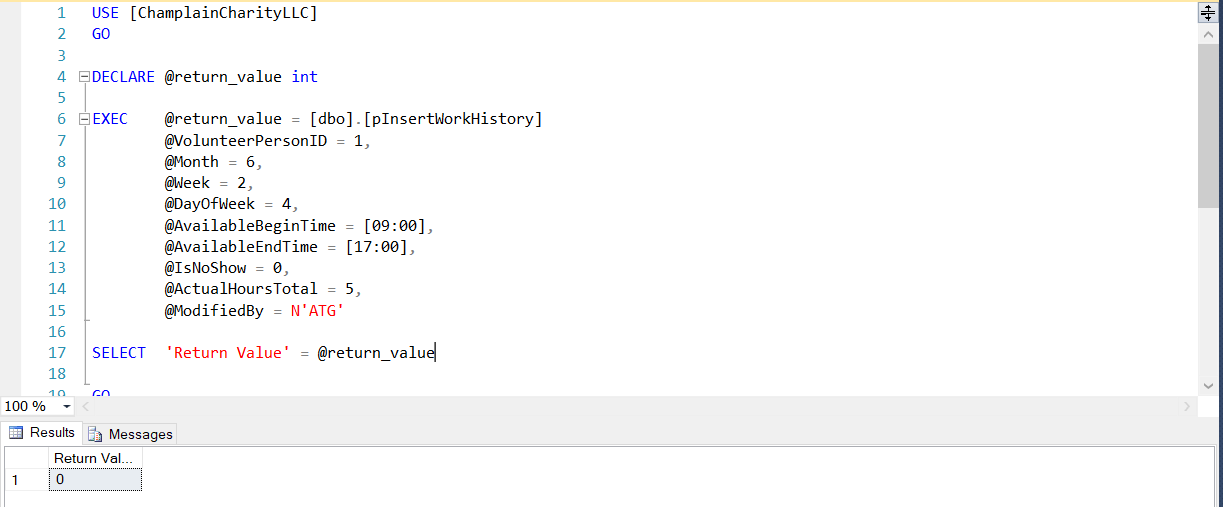 1 USE [ChamplainCharityLLC]
2 GO
3
4 DECLARE @return_value int
5
6 EXEC @return_value = [dbo].[pInsertWorkHistory]
7 @VolunteerPersonID = 1,
8 @Month = 6,
9 @Week = 2,
10 @DayOfWeek = 4,
11 @AvailableBeginTime = [09:00],
12 @AvailableEndTime = [17:00],
13 @IsNoShow = 0,
14 @ActualHoursTotal = 5,
15 @ModifiedBy = N'ATG'
16
17 SELECT 'Return Value' = @return_value
18
19 GO
100 %
Results Messages
Return Val...
1 0